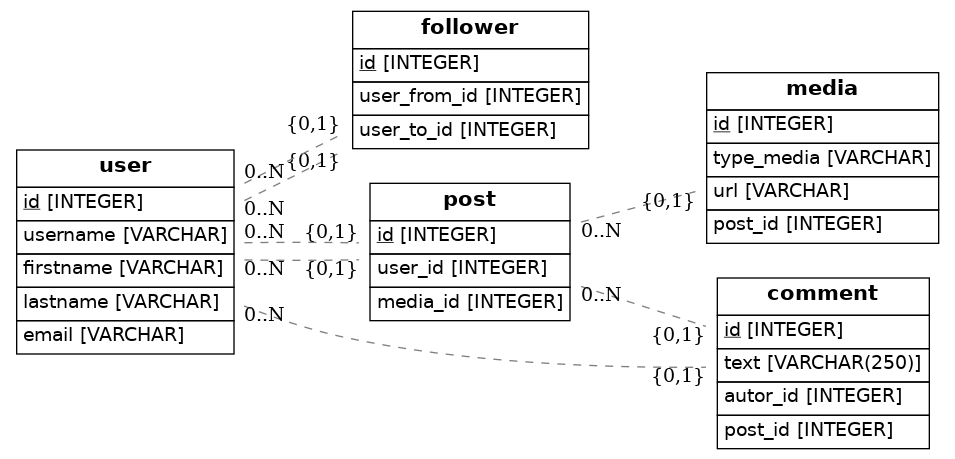 follower
id [INTEGER]
user_from_id [INTEGER]
user_to_id [INTEGER]
media
id [INTEGER]
type_media [VARCHAR]
url [VARCHAR]
post_id [INTEGER]
user
id [INTEGER]
username [VARCHAR]
firstname [VARCHAR]
lastname [VARCHAR]
email [VARCHAR]
post
id [INTEGER]
user_id [INTEGER]
media_id [INTEGER]
comment
id [INTEGER]
text [VARCHAR(250)]
autor_id [INTEGER]
post_id [INTEGER]
{0,1}
0..N
{0,1}
0..N
0..N
{0,1}
0..N
{0,1}
0..N
{0,1}
{0,1}
0..N
0..N
{0,1}